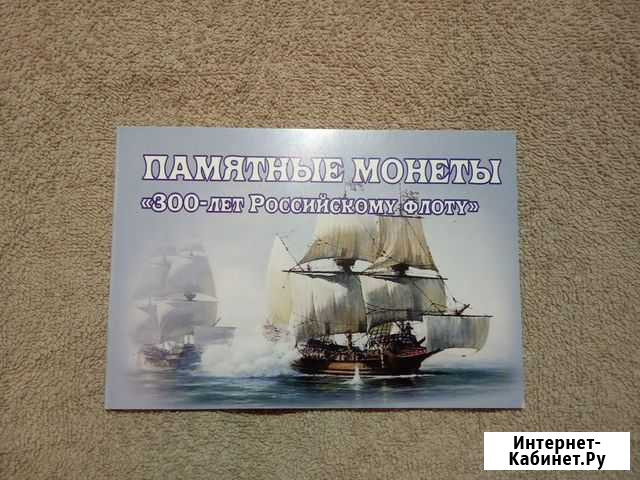 ПАМЯТНЫЕ МОНЕТЫ
«300-лет Российскому флоту»
Интернет-
Кабинет.Ру